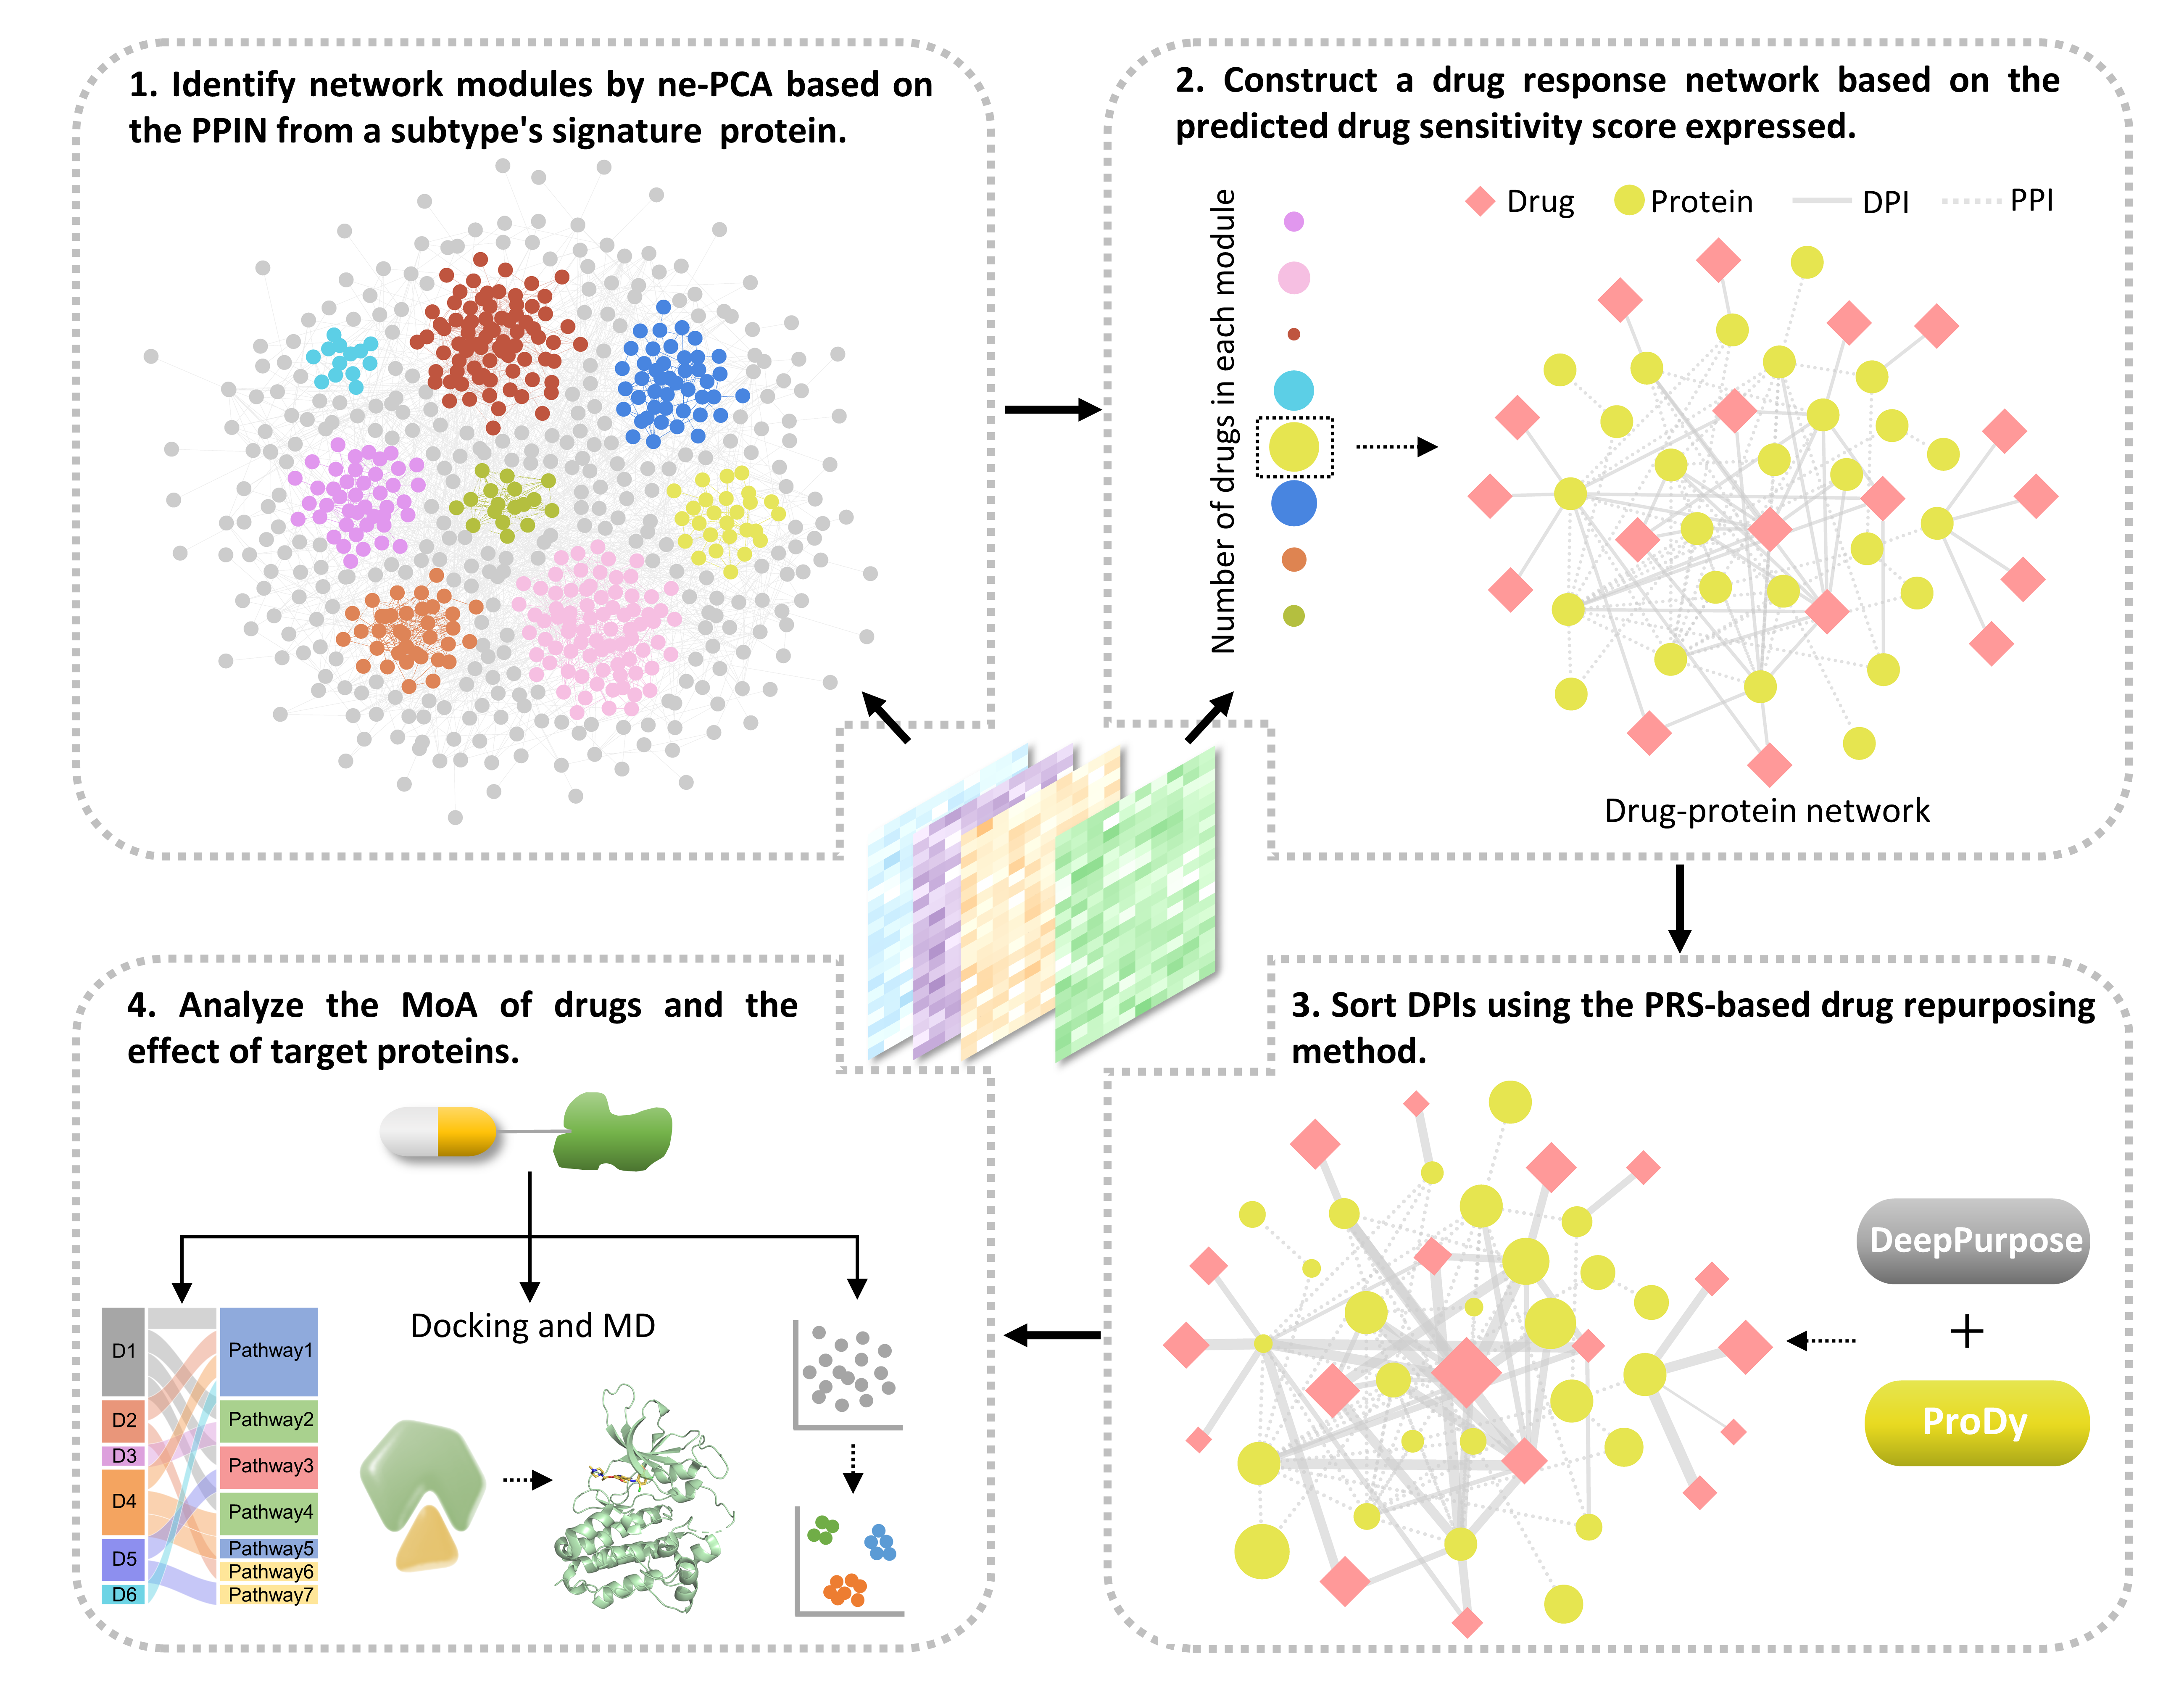 1. Identify network modules by ne-PCA based on
the PPIN from a subtype's signature protein.
2. Construct a drug response network based on the
predicted drug sensitivity score expressed.
Number of drugs in each module
Drug
Protein
DPI
PPI
Drug-protein network
3. Sort DPIs using the PRS-based drug repurposing
method.
DeepPurpose
+
ProDy
4. Analyze the MoA of drugs and the
effect of target proteins.
Docking and MD
D1
D2
D3
D4
D5
D6
Pathway1
Pathway2
Pathway3
Pathway4
Pathway5
Pathway6
Pathway7